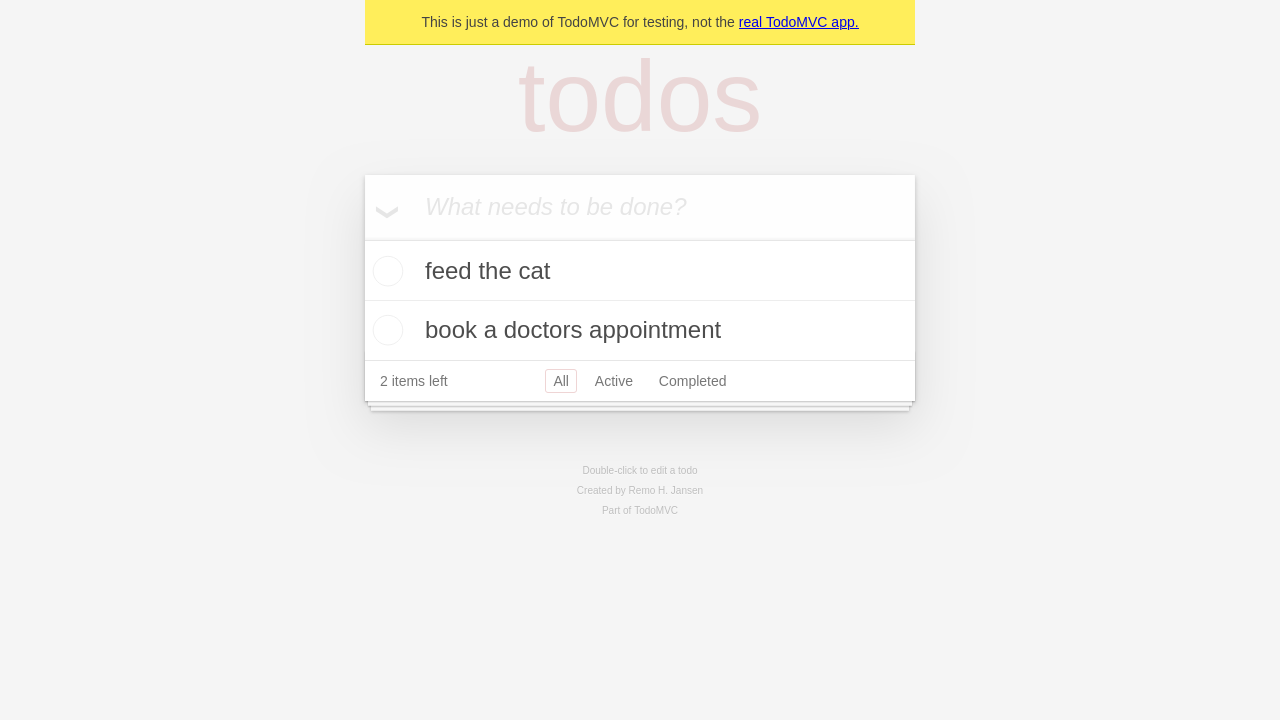 This is just a demo of TodoMVC for testing, not the real TodoMVC app.
todos
What needs to be done?
feed the cat
book a doctors appointment
2 items left All Active Completed
Double-click to edit a todo
Created by Remo H. Jansen
Part of TodoMVC